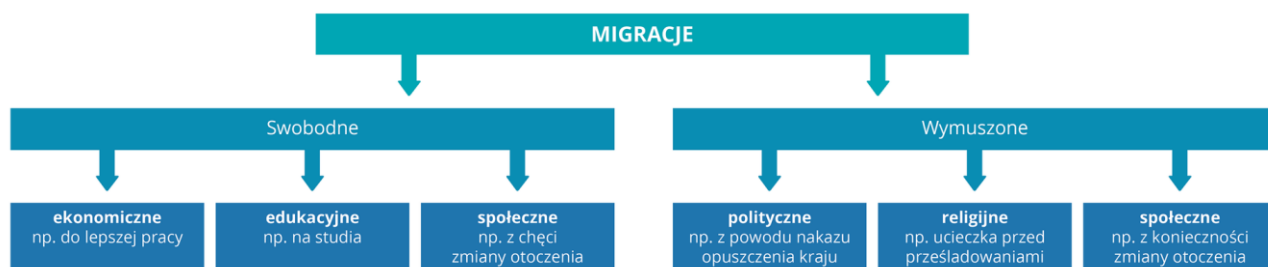 MIGRACJE
Swobodne
Wymuszone
ekonomiczne
np. do lepszej pracy
edukacyjne
np. na studia
społeczne
np. z chęci
zmiany otoczenia
polityczne
np. z powodu nakazu
opuszczenia kraju
religijne
np. ucieczka przed
prześladowaniami
społeczne
np. z konieczności
zmiany otoczenia